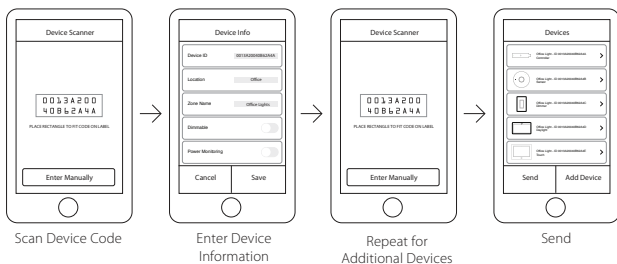 Device Scanner
0013A200
40B62A4A
PLACE RECTANGLE TO FIT CODE ON LABEL
Enter Manually
Scan Device Code
Device Info
Device ID 0013A20040B62A4A
Location Office
Zone Name Office Lights
Dimmable
Power Monitoring
Cancel Save
Enter Device
Information
Device Scanner
0013A200
40B62A4A
PLACE RECTANGLE TO FIT CODE ON LABEL
Enter Manually
Repeat for
Additional Devices
Devices
Send Add Device
Send